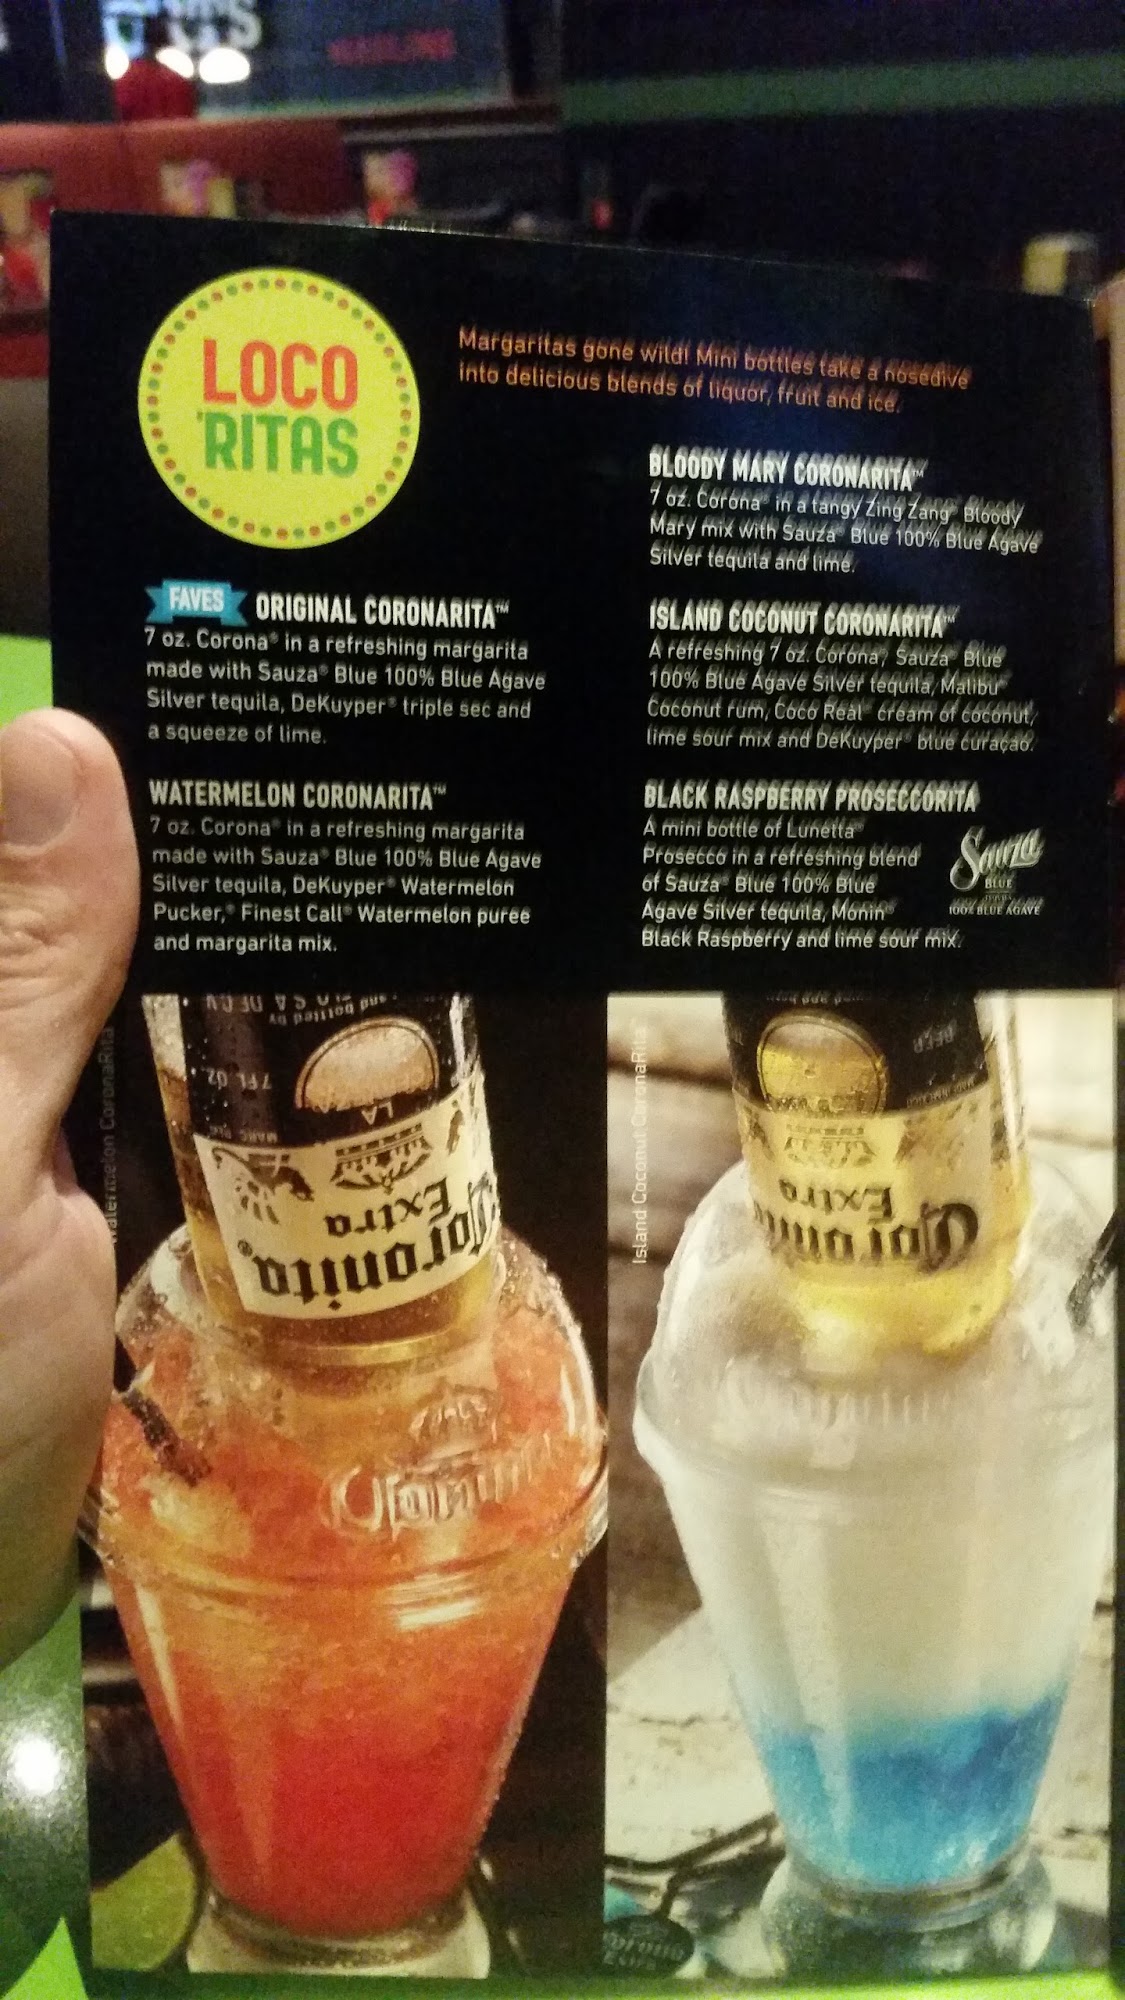 LOCO
'RITAS
Margaritas gone wild! Mini bottles take a nosedive
into delicious blends of liquor, fruit and ice.
FAVES ORIGINAL CORONARITA™
7 oz. Corona® in a refreshing margarita
made with Sauza® Blue 100% Blue Agave
Silver tequila, DeKuyper® triple sec and
a squeeze of lime.
WATERMELON CORONARITA™
7 oz. Corona® in a refreshing margarita
made with Sauza® Blue 100% Blue Agave
Silver tequila, DeKuyper® Watermelon
Pucker,® Finest Call® Watermelon puree
and margarita mix.
BLOODY MARY CORONARITA™
7 oz. Corona® in a tangy Zing Zang® Bloody
Mary mix with Sauza® Blue 100% Blue Agave
Silver tequila and lime.
ISLAND COCONUT CORONARITA™
A refreshing 7 oz. Corona®, Sauza® Blue
100% Blue Agave Silver tequila, Malibu®
Coconut rum, Coco Reàl® cream of coconut,
lime sour mix and DeKuyper® blue curaçao.
BLACK RASPBERRY PROSECCORITA
A mini bottle of Lunetta®
Prosecco in a refreshing blend
of Sauza® Blue 100% Blue
Agave Silver tequila, Monin®
Black Raspberry and lime sour mix.
Sauza
BLUE
100% BLUE AGAVE
Watermelon CoronaRita™
7FL OZ.
LA
Coronita®
Extra
Island Coconut CoronaRita™
BEER
Coronita
Extra